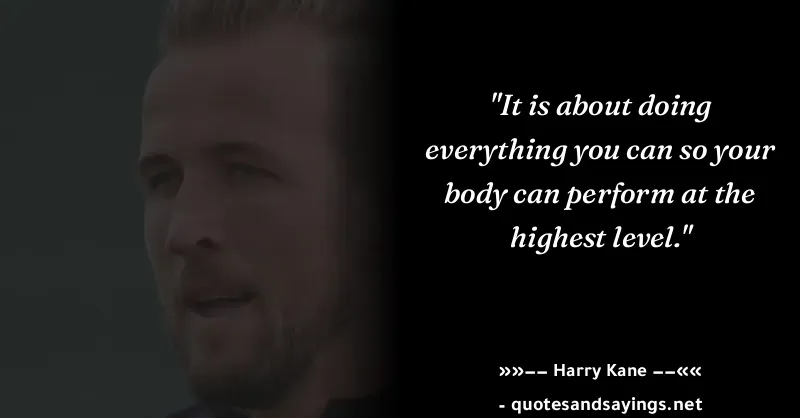 "It is about doing
everything you can so your
body can perform at the
highest level."
»»−− Harry Kane −−««
- quotesandsayings.net